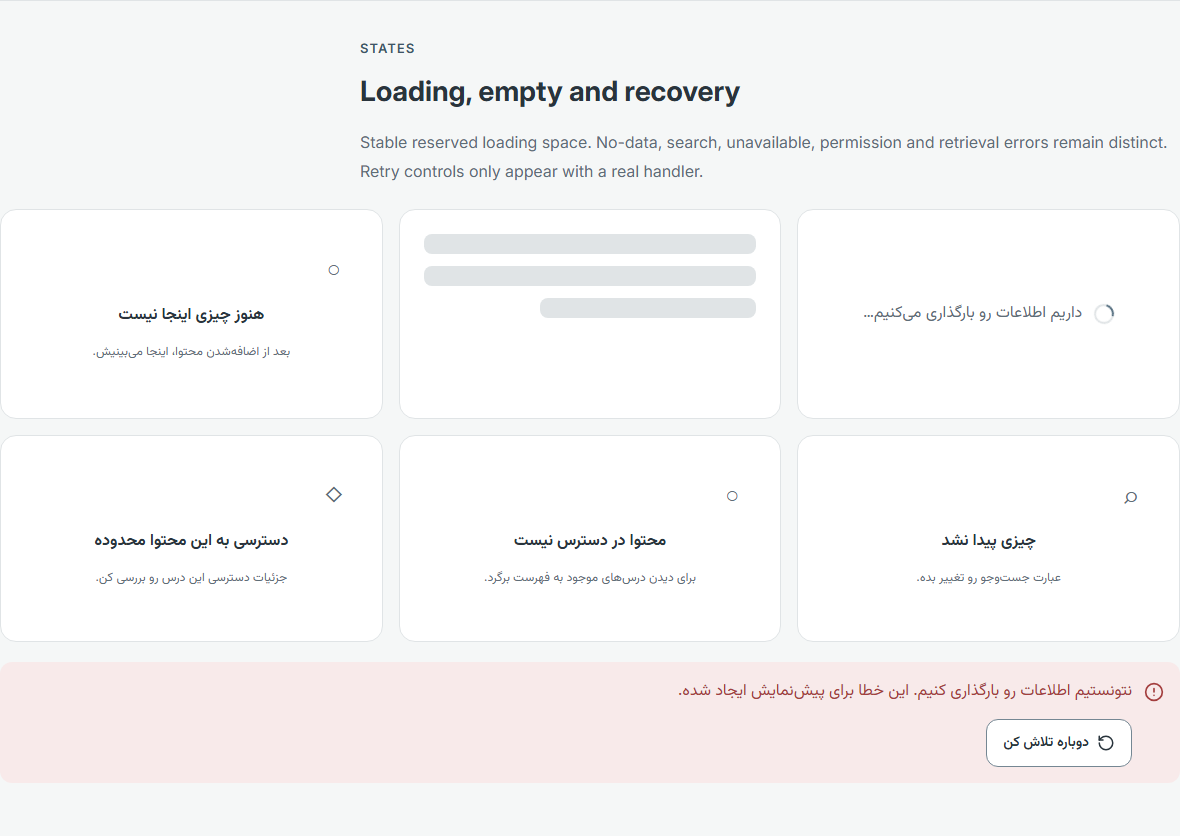 STATES
Loading, empty and recovery
Stable reserved loading space. No-data, search, unavailable, permission and retrieval errors remain distinct.
Retry controls only appear with a real handler.
داریم اطلاعات رو بارگذاری می‌کنیم...
هنوز چیزی اینجا نیست
بعد از اضافه‌شدن محتوا، اینجا می‌بینیش.
چیزی پیدا نشد
عبارت جست‌وجو رو تغییر بده.
محتوا در دسترس نیست
برای دیدن درس‌های موجود به فهرست برگرد.
دسترسی به این محتوا محدوده
جزئیات دسترسی این درس رو بررسی کن.
نتونستیم اطلاعات رو بارگذاری کنیم. این خطا برای پیش‌نمایش ایجاد شده.
دوباره تلاش کن